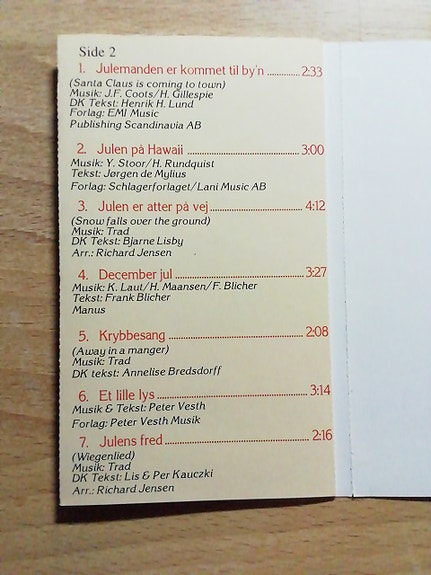 Side 2
1. Julemanden er kommet til by'n ............ 2:33
(Santa Claus is coming to town)
Musik: J.F. Coots/H. Gillespie
DK Tekst: Henrik H. Lund
Forlag: EMI Music
Publishing Scandinavia AB
2. Julen på Hawaii ........................................ 3:00
Musik: Y. Stoor/H. Rundquist
Tekst: Jørgen de Mylius
Forlag: Schlagerforlaget/Lani Music AB
3. Julen er atter på vej ................................ 4:12
(Snow falls over the ground)
Musik: Trad
DK Tekst: Bjarne Lisby
Arr.: Richard Jensen
4. December jul ............................................ 3:27
Musik: K. Laut/H. Maansen/F. Blicher
Tekst: Frank Blicher
Manus
5. Krybbesang ............................................... 2:08
(Away in a manger)
Musik: Trad
DK tekst: Annelise Bredsdorff
6. Et lille lys .................................................... 3:14
Musik & Tekst: Peter Vesth
Forlag: Peter Vesth Musik
7. Julens fred .................................................. 2:16
(Wiegenlied)
Musik: Trad
DK Tekst: Lis & Per Kauczki
Arr.: Richard Jensen